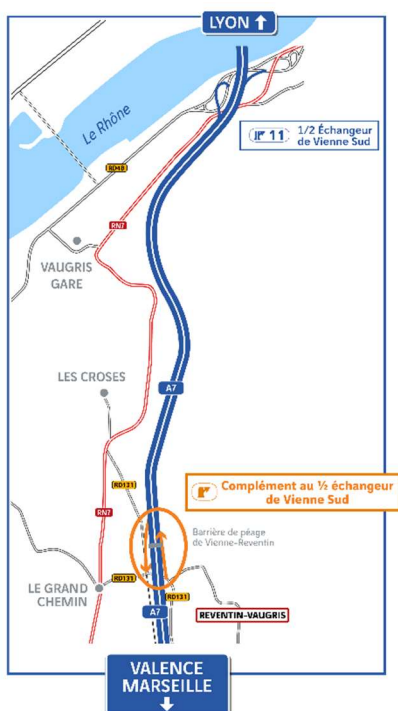 LYON
Le Rhône
11
1/2 Échangeur
de Vienne Sud
RD4B
RN7
VAUGRIS
GARE
LES CROSES
A7
RD131
Complément au ½ échangeur
de Vienne Sud
RN7
Barrière de péage
de Vienne-Reventin
RD131
LE GRAND
CHEMIN
RD131
A7
REVENTIN-VAUGRIS
VALENCE
MARSEILLE